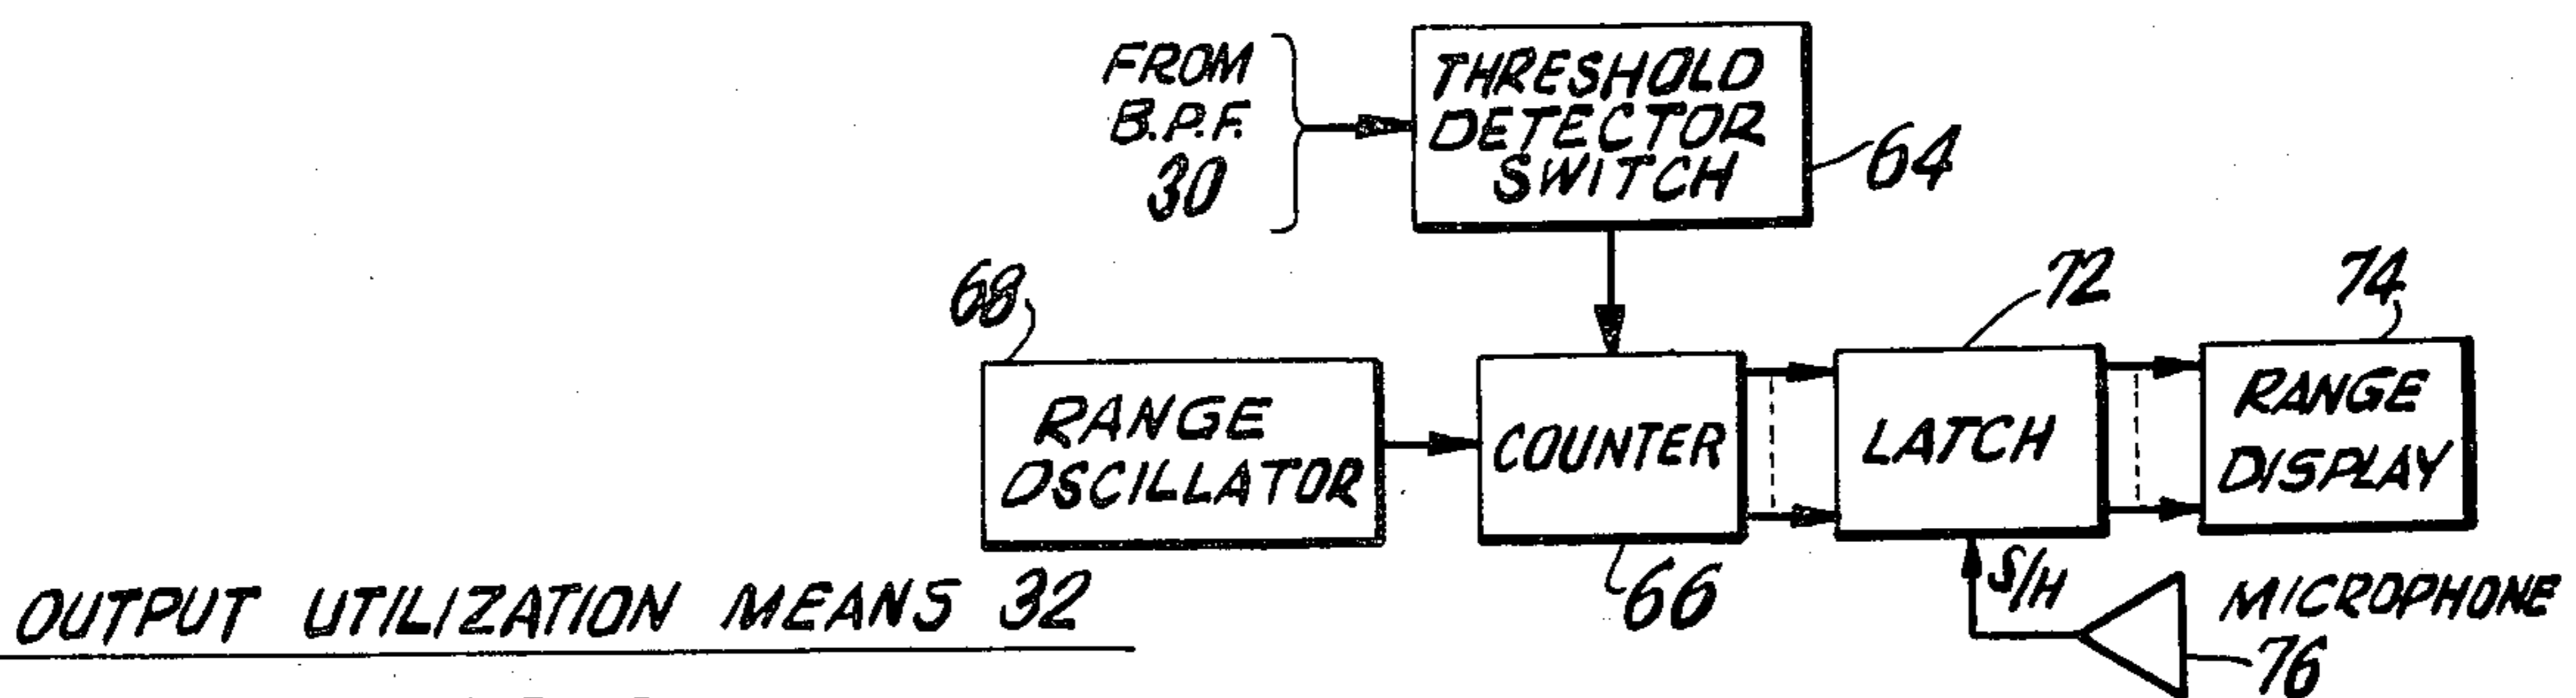 FROM
B.P.F.
30
THRESHOLD
DETECTOR
SWITCH
64
68
72
74
RANGE
OSCILLATOR
COUNTER
LATCH
RANGE
DISPLAY
66
S/H
MICROPHONE
76
OUTPUT UTILIZATION MEANS 32